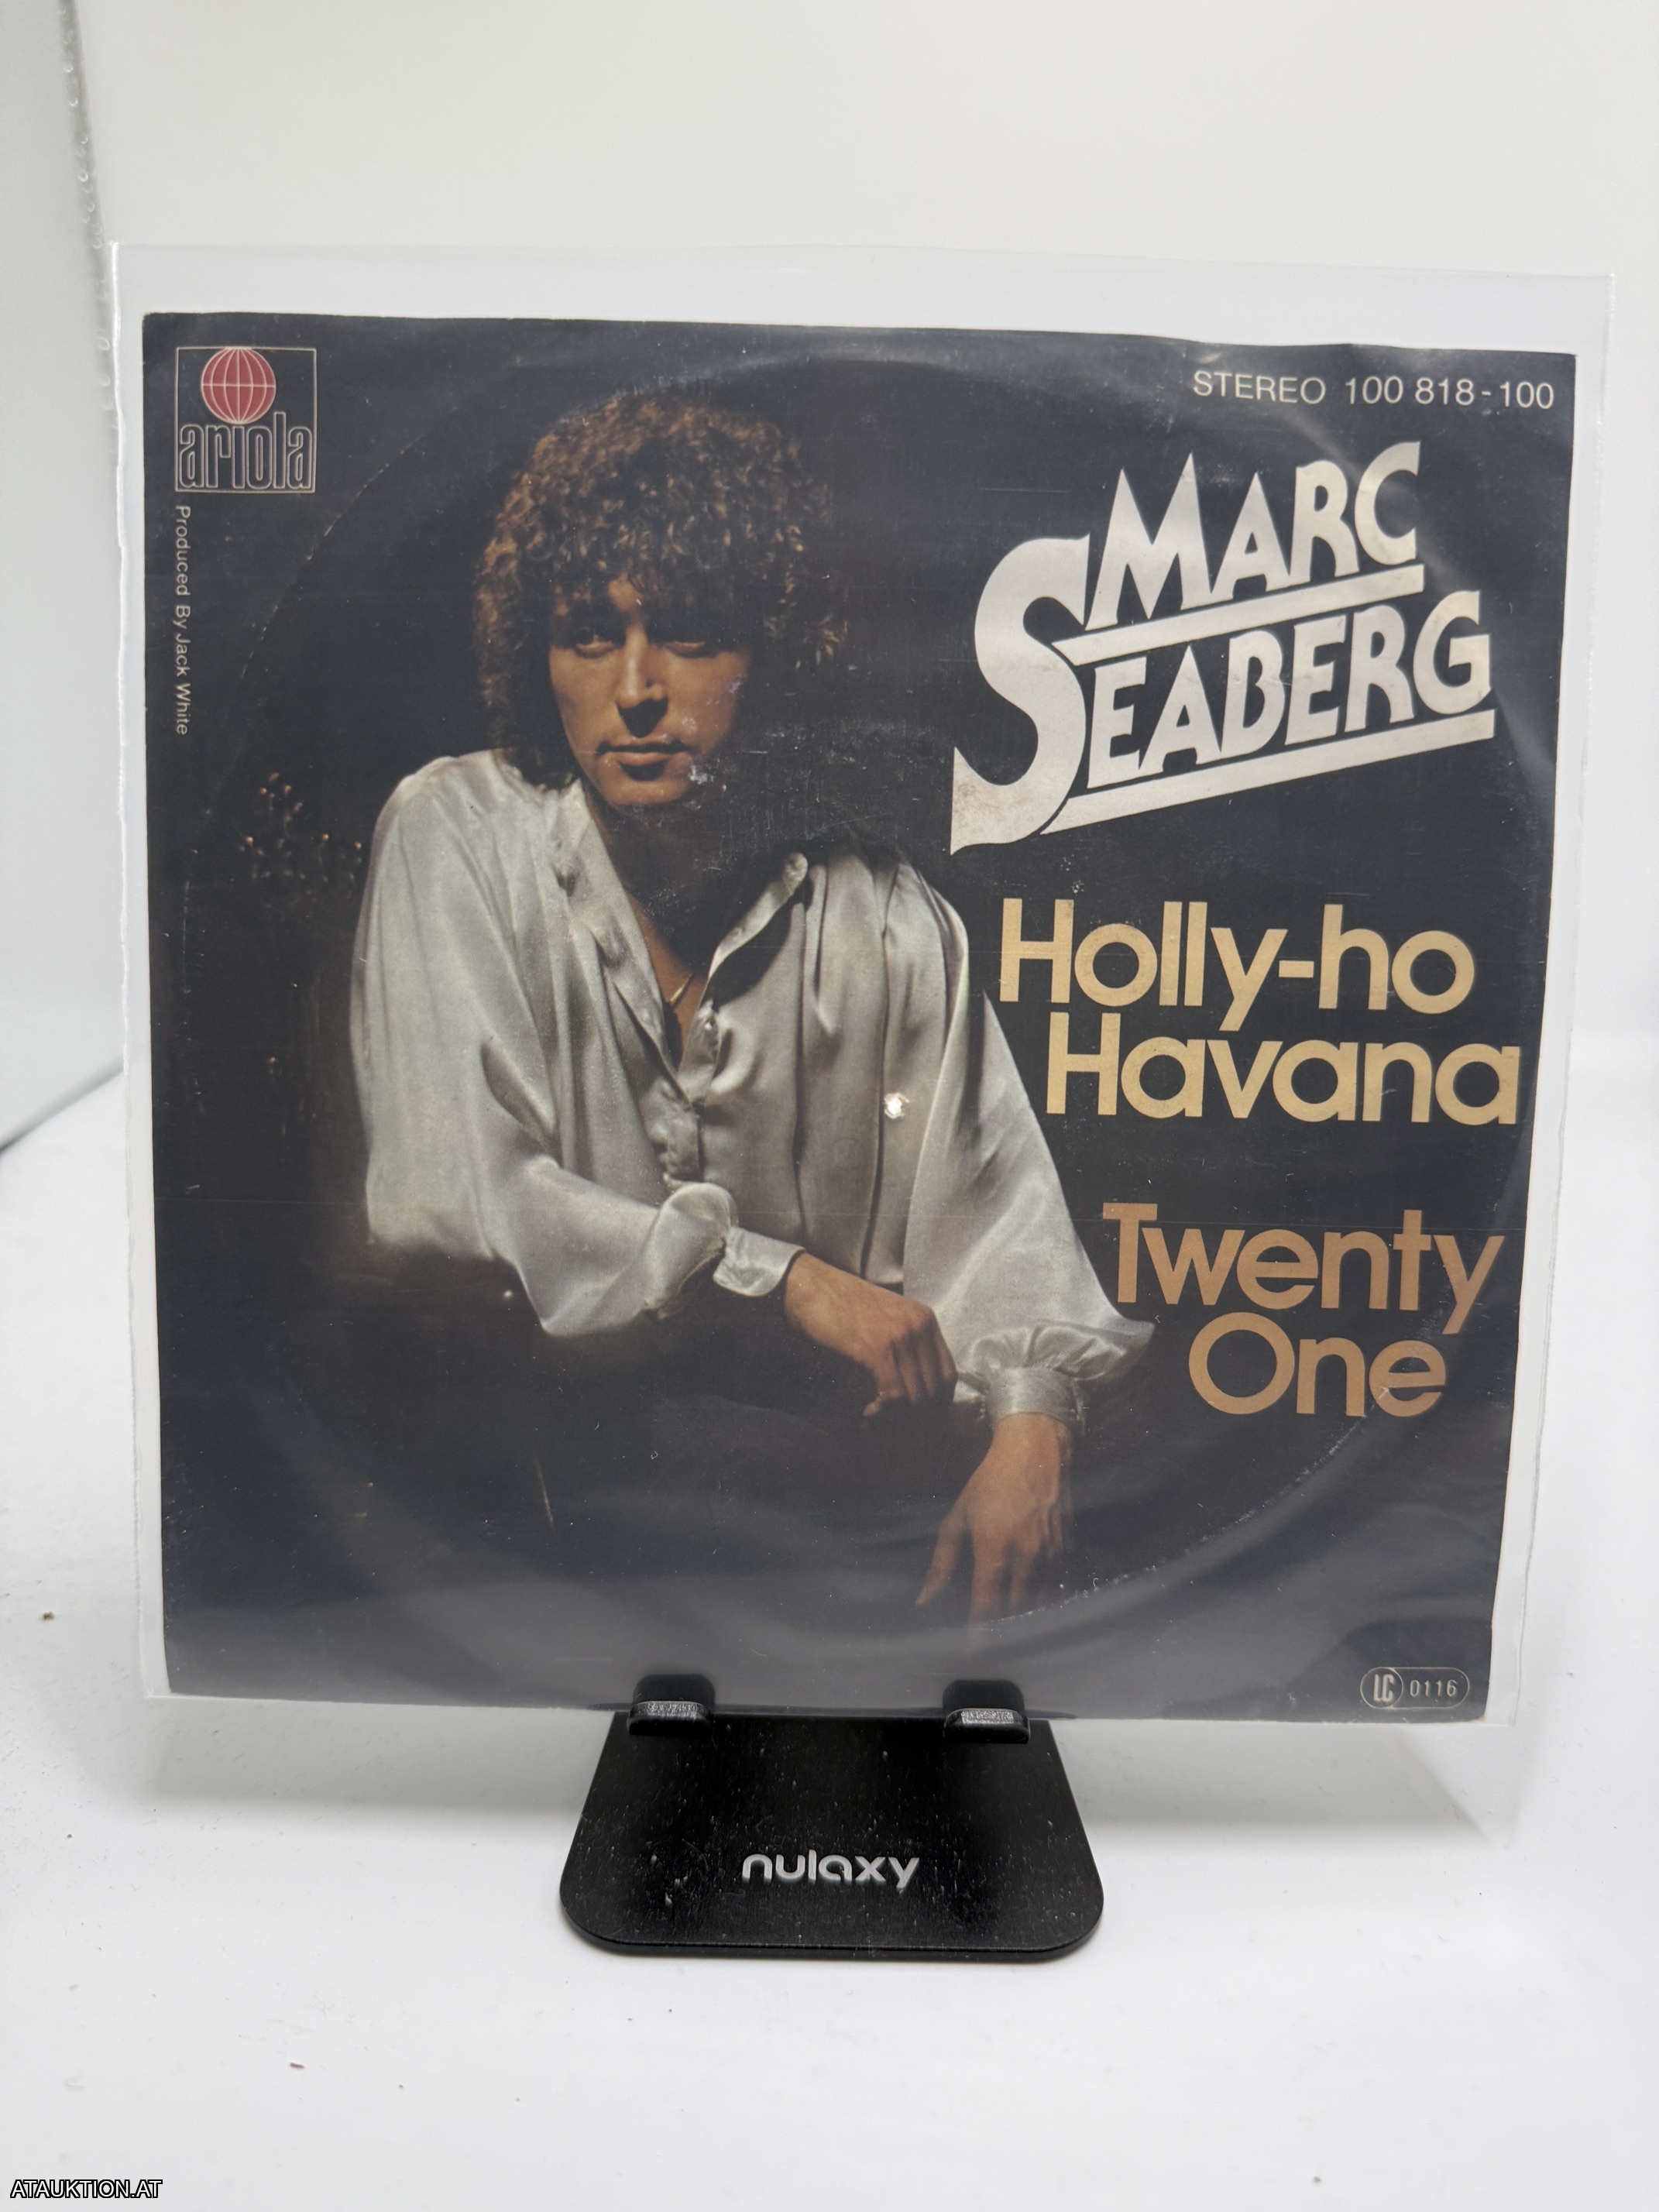 ariola
Produced By Jack White
STEREO 100 818-100
MARC
SEABERG
Holly-ho
Havana
Twenty
One
LC 0116
nulaxy
ATAUKTION.AT